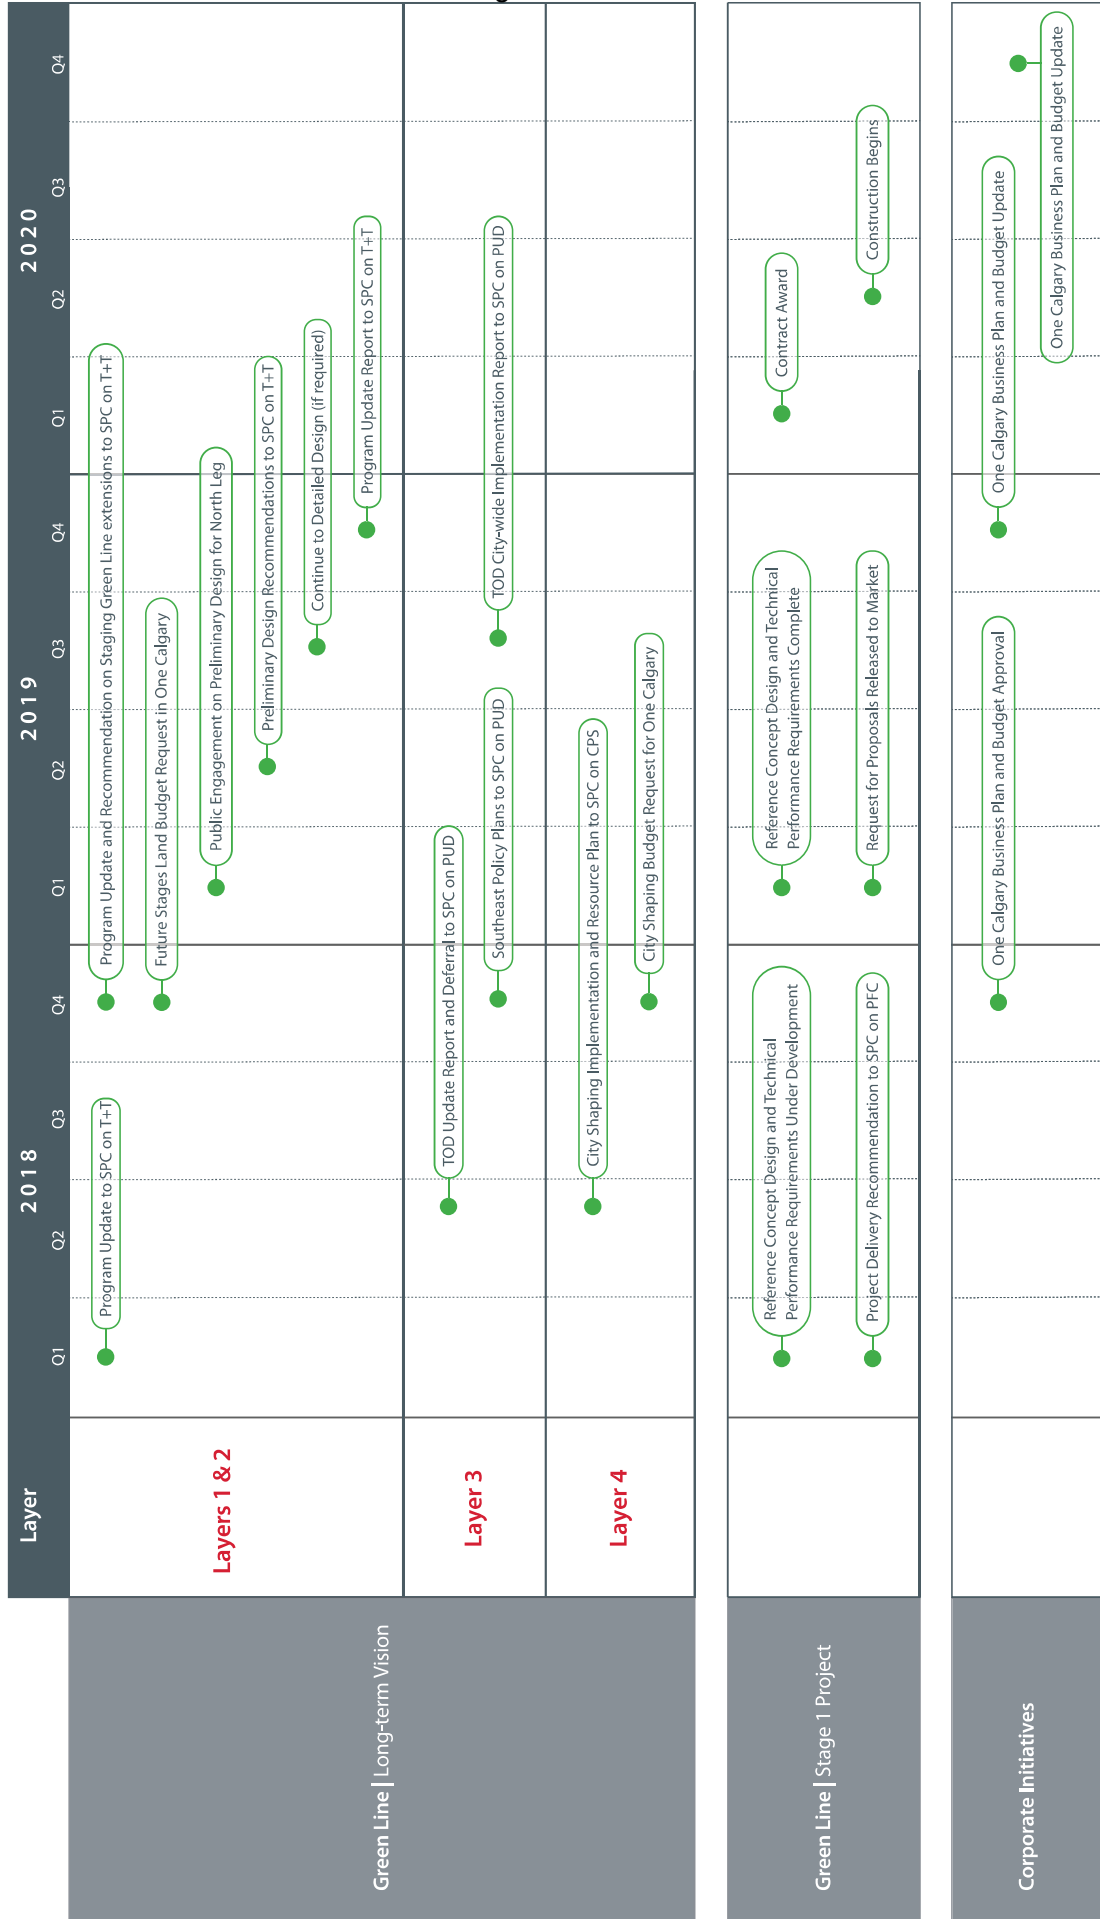 Layer
2018
2019
2020
Q1
Q2
Q3
Q4
Q1
Q2
Q3
Q4
Q1
Q2
Q3
Q4
Green Line | Long-term Vision
Layers 1 & 2
Program Update to SPC on T+T
Program Update and Recommendation on Staging Green Line extensions to SPC on T+T
Future Stages Land Budget Request in One Calgary
Public Engagement on Preliminary Design for North Leg
Preliminary Design Recommendations to SPC on T+T
Continue to Detailed Design (if required)
Program Update Report to SPC on T+T
Layer 3
TOD Update Report and Deferral to SPC on PUD
Southeast Policy Plans to SPC on PUD
TOD City-wide Implementation Report to SPC on PUD
Layer 4
City Shaping Implementation and Resource Plan to SPC on CPS
City Shaping Budget Request for One Calgary
Green Line | Stage 1 Project
Reference Concept Design and Technical
Performance Requirements Under Development
Reference Concept Design and Technical
Performance Requirements Complete
Contract Award
Project Delivery Recommendation to SPC on PFC
Request for Proposals Released to Market
Construction Begins
Corporate Initiatives
One Calgary Business Plan and Budget Approval
One Calgary Business Plan and Budget Update
One Calgary Business Plan and Budget Update